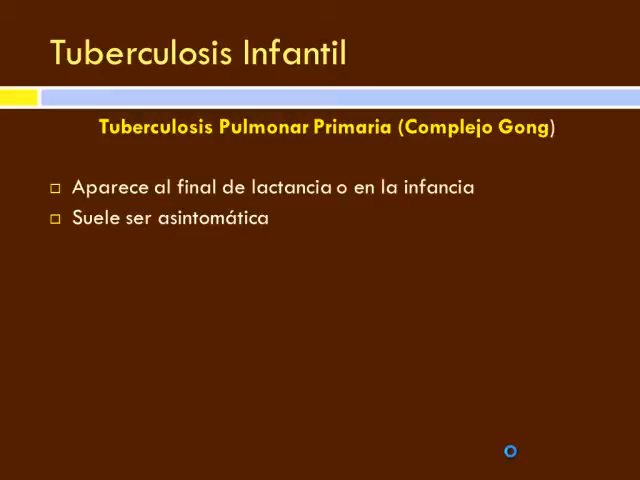 Tuberculosis Infantil
Tuberculosis Pulmonar Primaria (Complejo Gong)
Aparece al final de lactancia o en la infancia
Suele ser asintomática